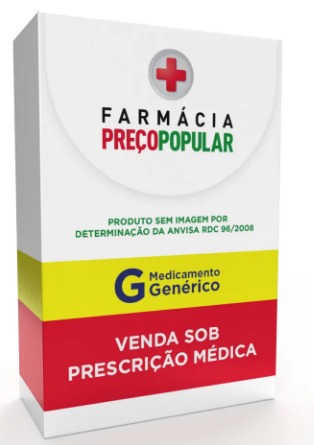 FARMÁCIA
PREÇOPOPULAR
PRODUTO SEM IMAGEM POR
DETERMINAÇÃO DA ANVISA RDC 96/2008
G Medicamento
Genérico
VENDA SOB
PRESCRIÇÃO MÉDICA